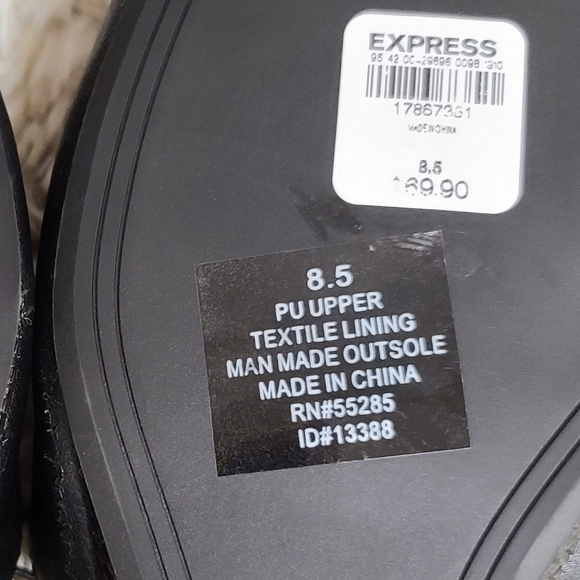 EXPRESS
17867361
MADE IN CHINA
8.5
$69.90
8.5
PU UPPER
TEXTILE LINING
MAN MADE OUTSOLE
MADE IN CHINA
RN#55285
ID#13388